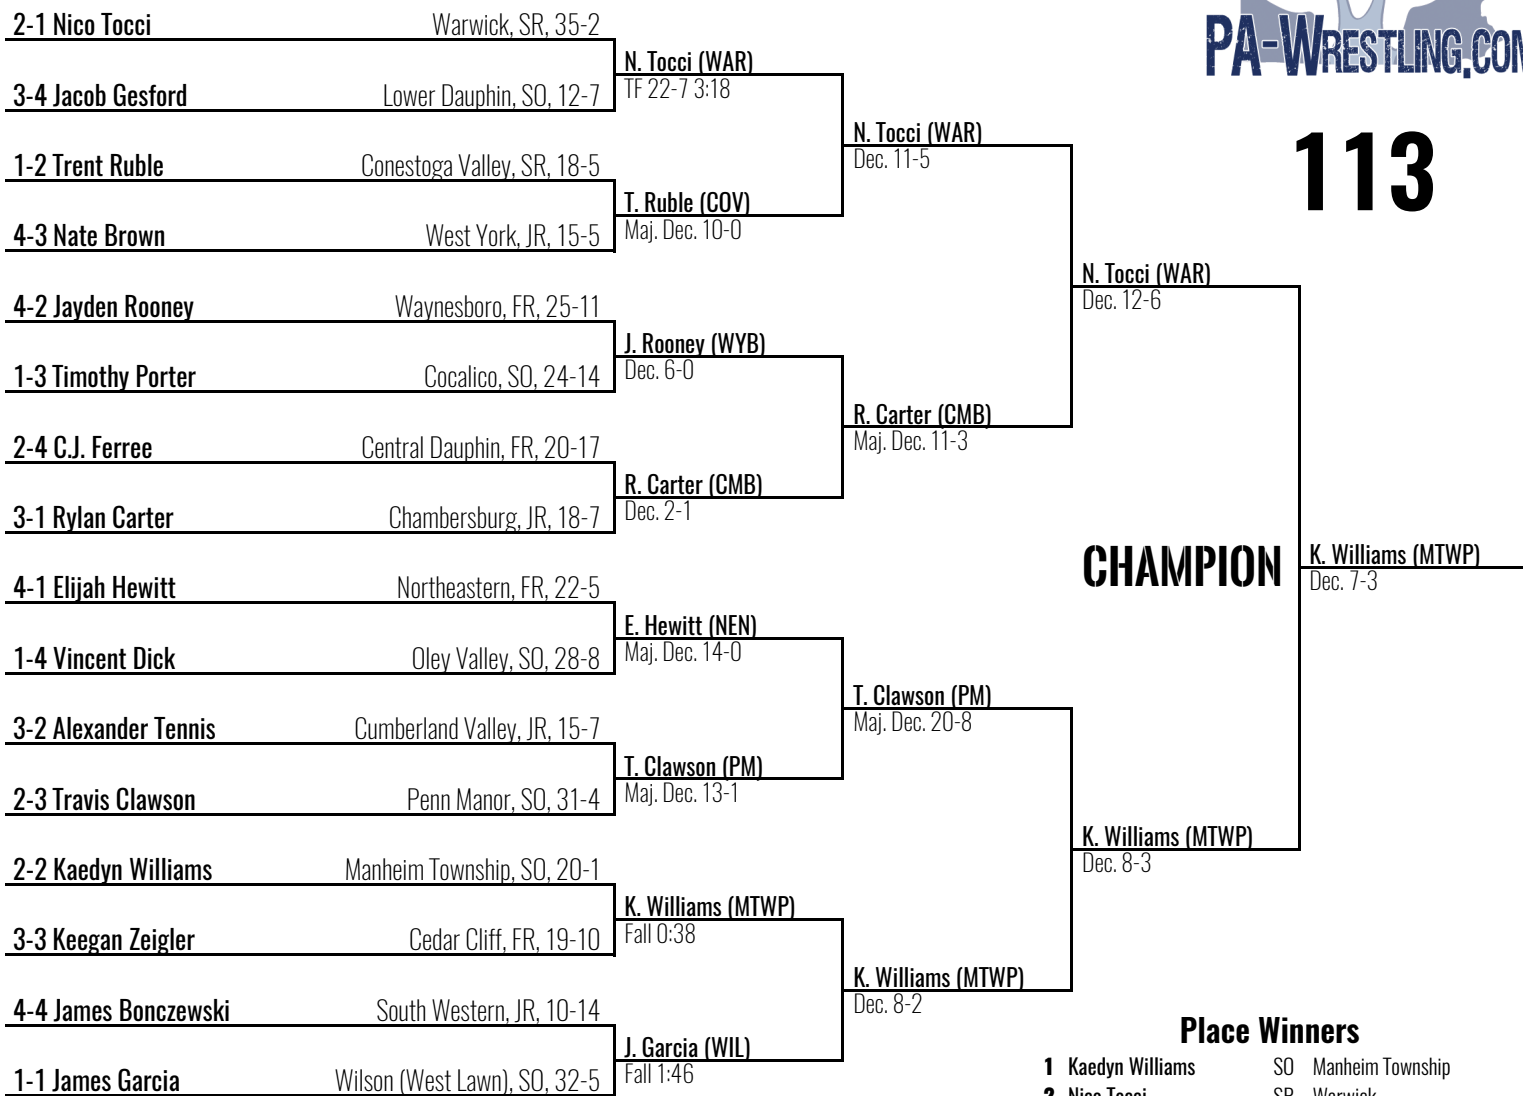 2-1 Nico Tocci Warwick, SR, 35-2
3-4 Jacob Gesford Lower Dauphin, SO, 12-7
1-2 Trent Ruble Conestoga Valley, SR, 18-5
4-3 Nate Brown West York, JR, 15-5
4-2 Jayden Rooney Waynesboro, FR, 25-11
1-3 Timothy Porter Cocalico, SO, 24-14
2-4 C.J. Ferree Central Dauphin, FR, 20-17
3-1 Rylan Carter Chambersburg, JR, 18-7
4-1 Elijah Hewitt Northeastern, FR, 22-5
1-4 Vincent Dick Oley Valley, SO, 28-8
3-2 Alexander Tennis Cumberland Valley, JR, 15-7
2-3 Travis Clawson Penn Manor, SO, 31-4
2-2 Kaedyn Williams Manheim Township, SO, 20-1
3-3 Keegan Zeigler Cedar Cliff, FR, 19-10
4-4 James Bonczewski South Western, JR, 10-14
1-1 James Garcia Wilson (West Lawn), SO, 32-5
N. Tocci (WAR)
TF 22-7 3:18
T. Ruble (COV)
Maj. Dec. 10-0
J. Rooney (WYB)
Dec. 6-0
R. Carter (CMB)
Dec. 2-1
E. Hewitt (NEN)
Maj. Dec. 14-0
T. Clawson (PM)
Maj. Dec. 13-1
K. Williams (MTWP)
Fall 0:38
J. Garcia (WIL)
Fall 1:46
N. Tocci (WAR)
Dec. 11-5
R. Carter (CMB)
Maj. Dec. 11-3
T. Clawson (PM)
Maj. Dec. 20-8
K. Williams (MTWP)
Dec. 8-2
N. Tocci (WAR)
Dec. 12-6
K. Williams (MTWP)
Dec. 8-3
CHAMPION
K. Williams (MTWP)
Dec. 7-3
PA-WRESTLING.COM
113
Place Winners
1 Kaedyn Williams SO Manheim Township
2 Nico Tocci SR Warwick